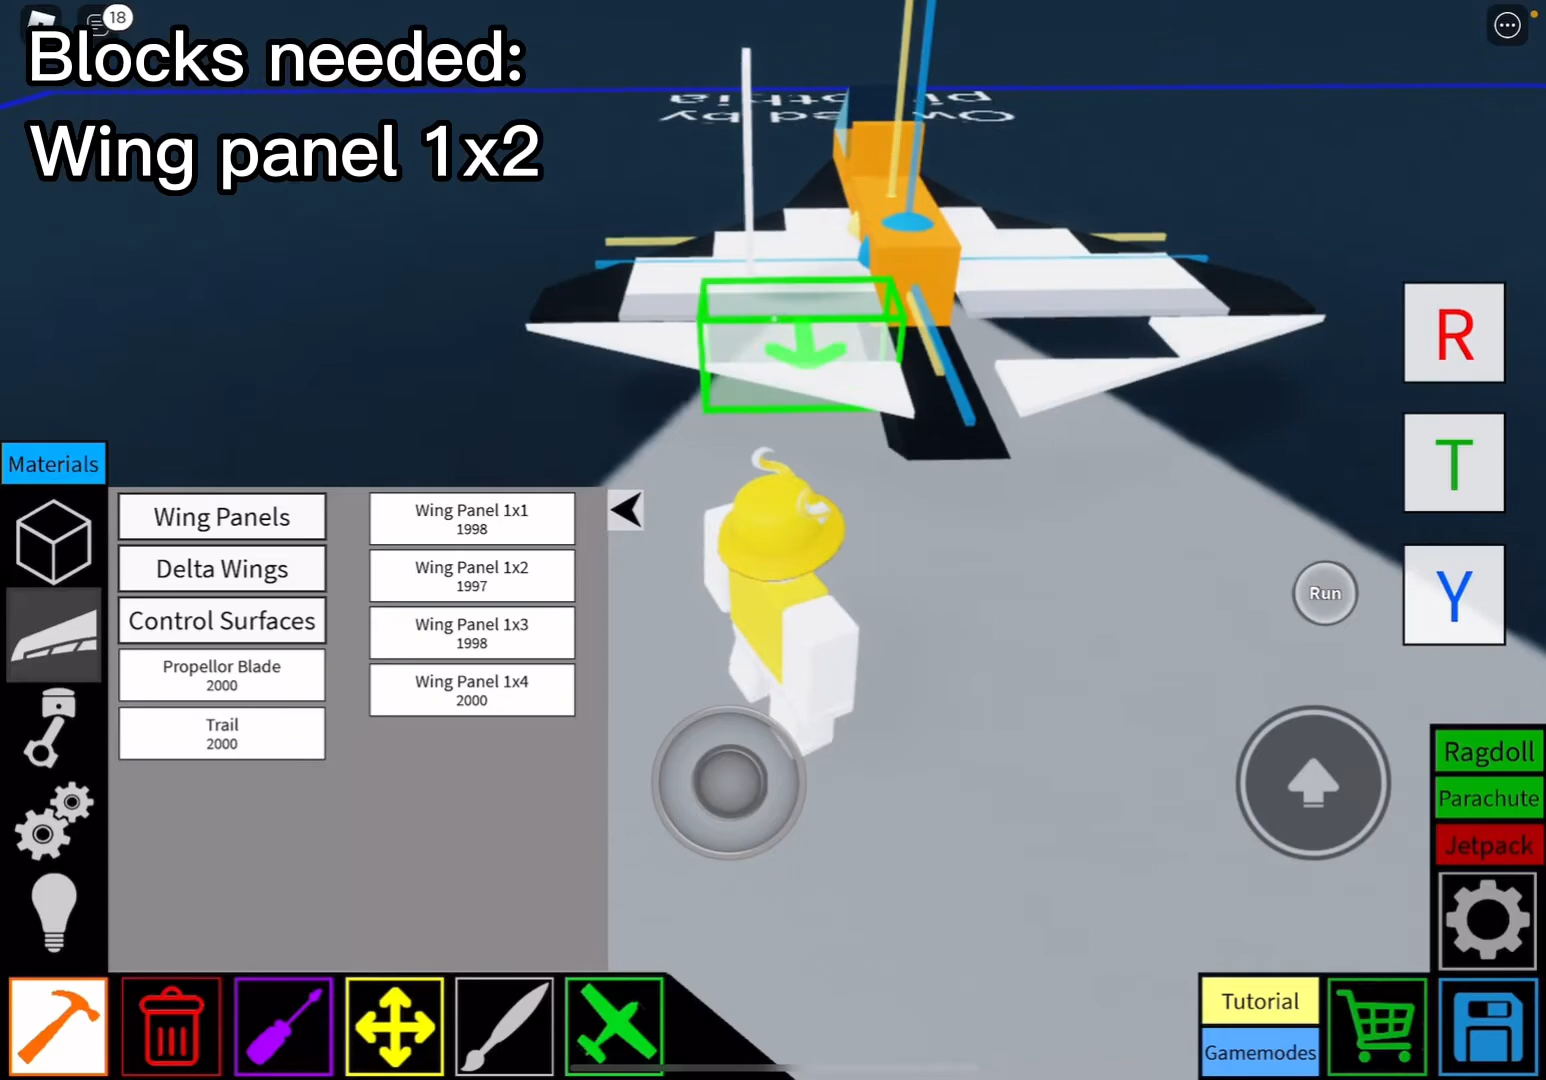 18
Blocks needed:
Wing panel 1x2
R
T
Y
Materials
Wing Panels
Delta Wings
Control Surfaces
Propellor Blade
2000
Trail
2000
Wing Panel 1x1
1998
Wing Panel 1x2
1997
Wing Panel 1x3
1998
Wing Panel 1x4
2000
Run
Ragdoll
Parachute
Jetpack
Tutorial
Gamemodes